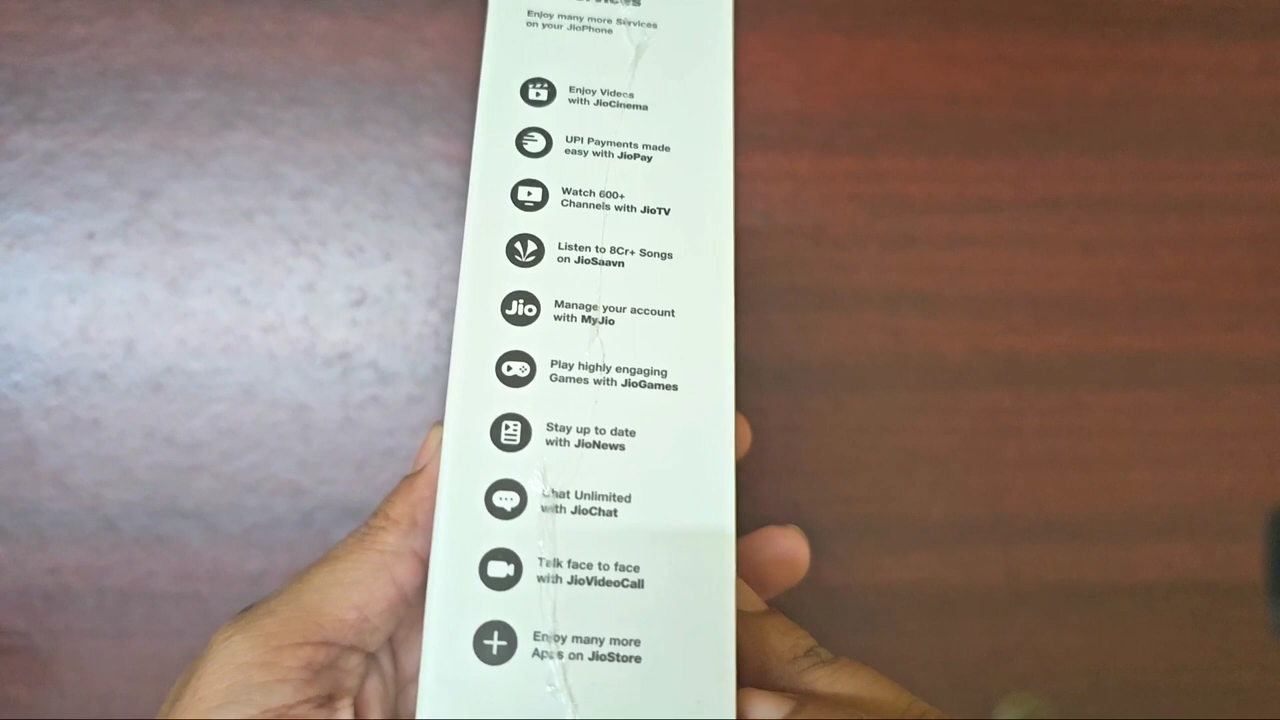 Enjoy many more Services
on your JioPhone
Enjoy Videos
with JioCinema
UPI Payments made
easy with JioPay
Watch 600+
Channels with JioTV
Listen to 8Cr+ Songs
on JioSaavn
Jio
Manage your account
with MyJio
Play highly engaging
Games with JioGames
Stay up to date
with JioNews
Chat Unlimited
with JioChat
Talk face to face
with JioVideoCall
Enjoy many more
Apps on JioStore